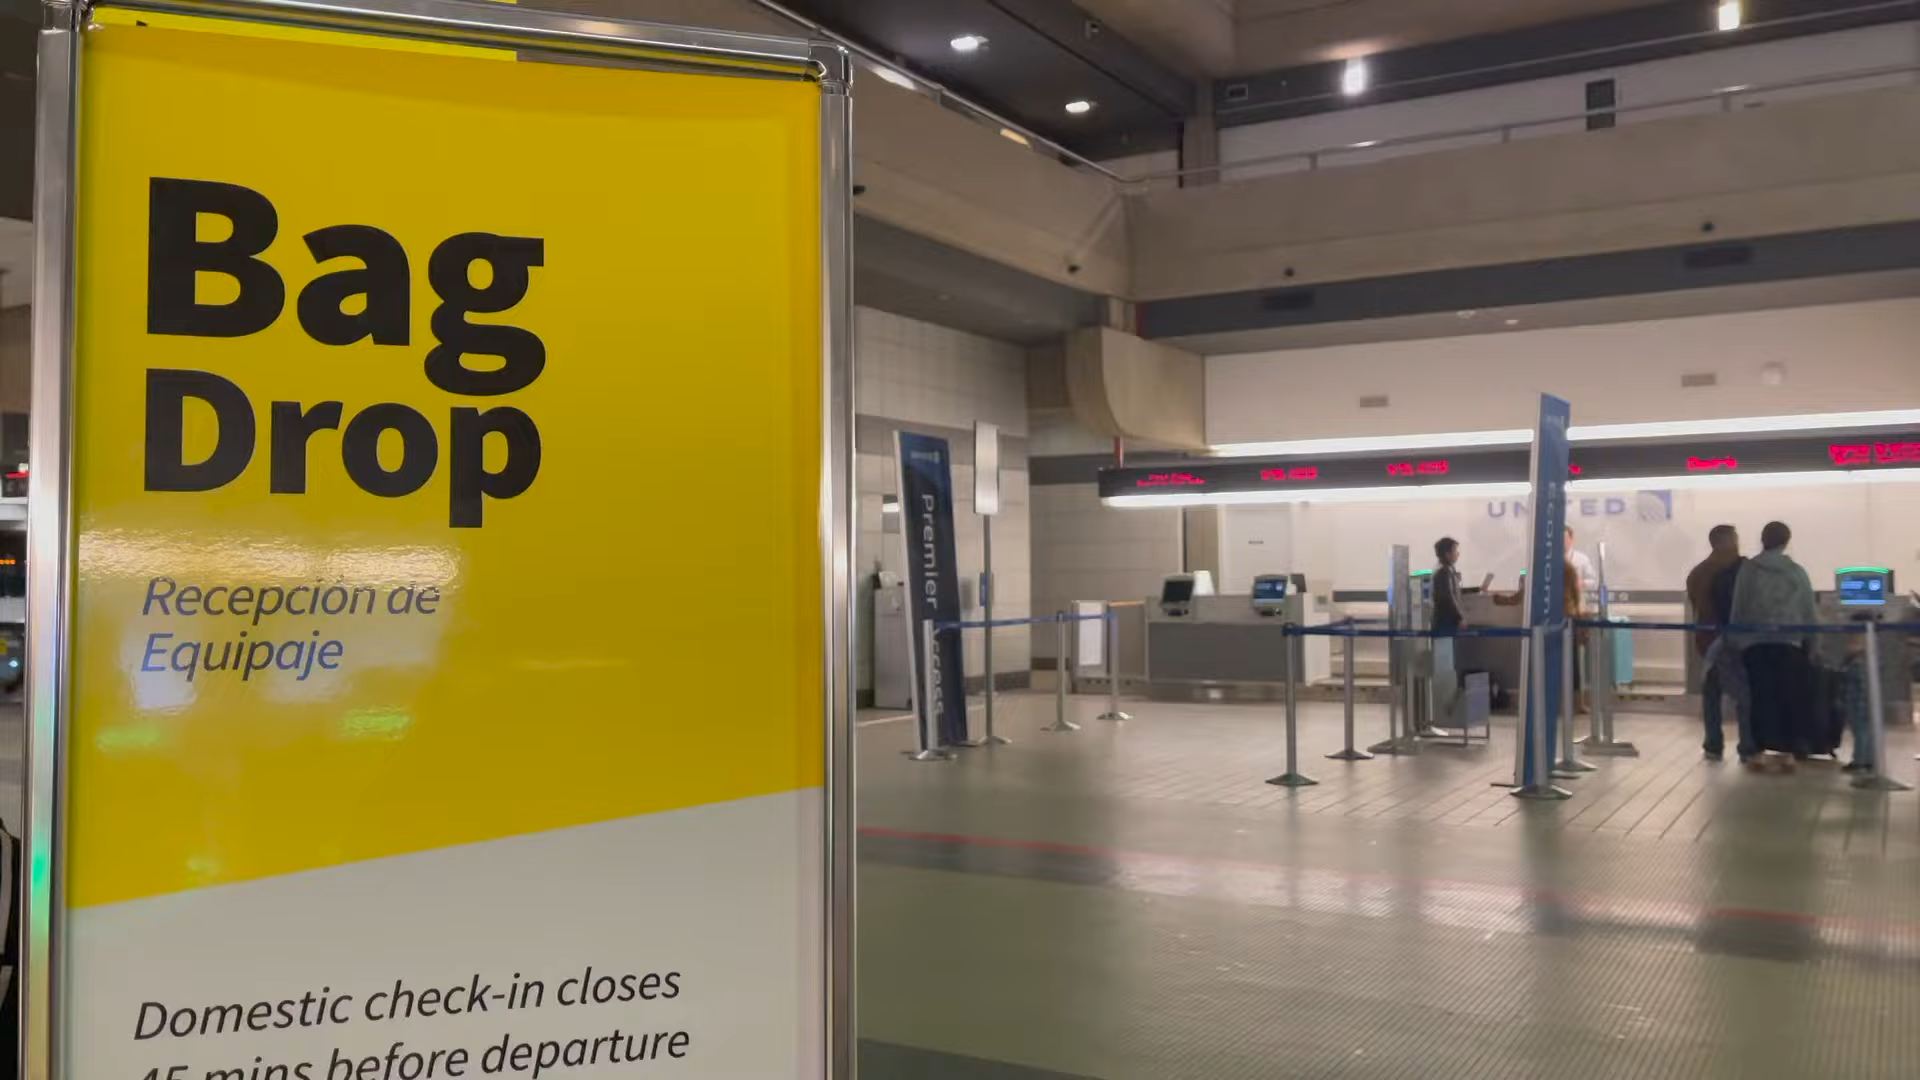 Bag
Drop
Recepción de
Equipaje
Domestic check-in closes
45 mins before departure
Premier Access
Economy
UNITED